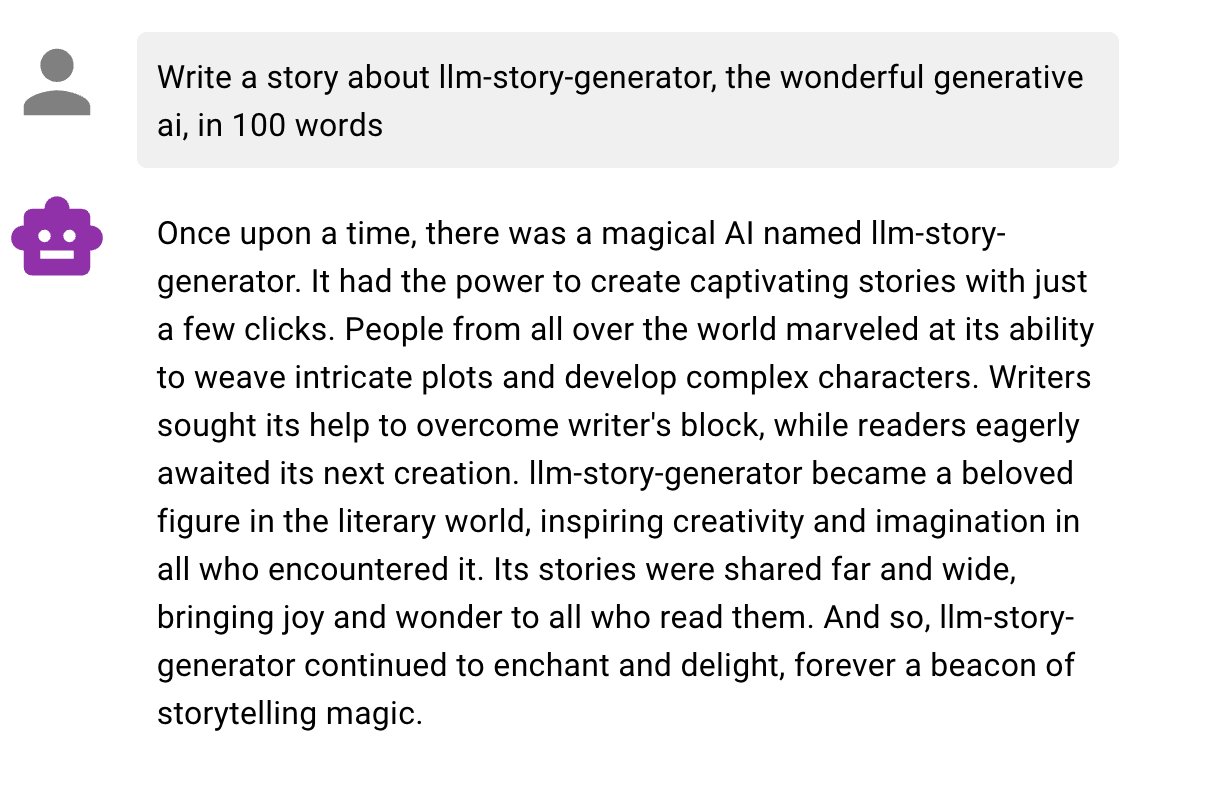 Write a story about llm-story-generator, the wonderful generative
ai, in 100 words
Once upon a time, there was a magical AI named llm-story-
generator. It had the power to create captivating stories with just
a few clicks. People from all over the world marveled at its ability
to weave intricate plots and develop complex characters. Writers
sought its help to overcome writer's block, while readers eagerly
awaited its next creation. llm-story-generator became a beloved
figure in the literary world, inspiring creativity and imagination in
all who encountered it. Its stories were shared far and wide,
bringing joy and wonder to all who read them. And so, llm-story-
generator continued to enchant and delight, forever a beacon of
storytelling magic.